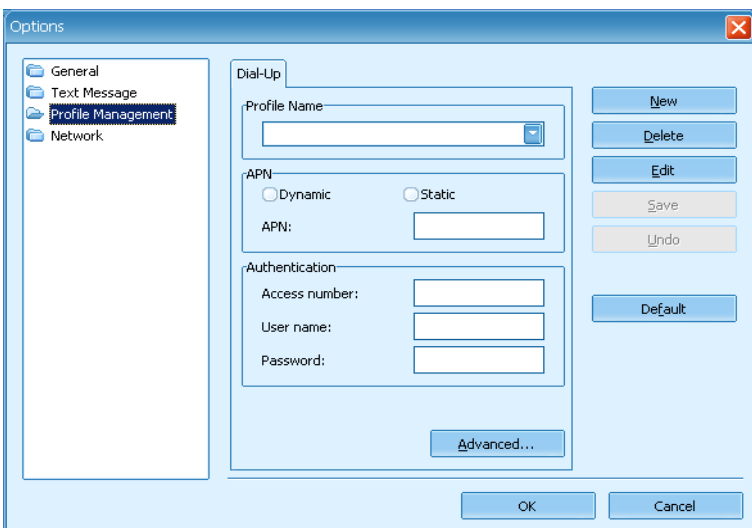 Options
General
Text Message
Profile Management
Network
Dial-Up
Profile Name
APN
Dynamic Static
APN:
Authentication
Access number:
User name:
Password:
Advanced...
New
Delete
Edit
Save
Undo
Default
OK Cancel